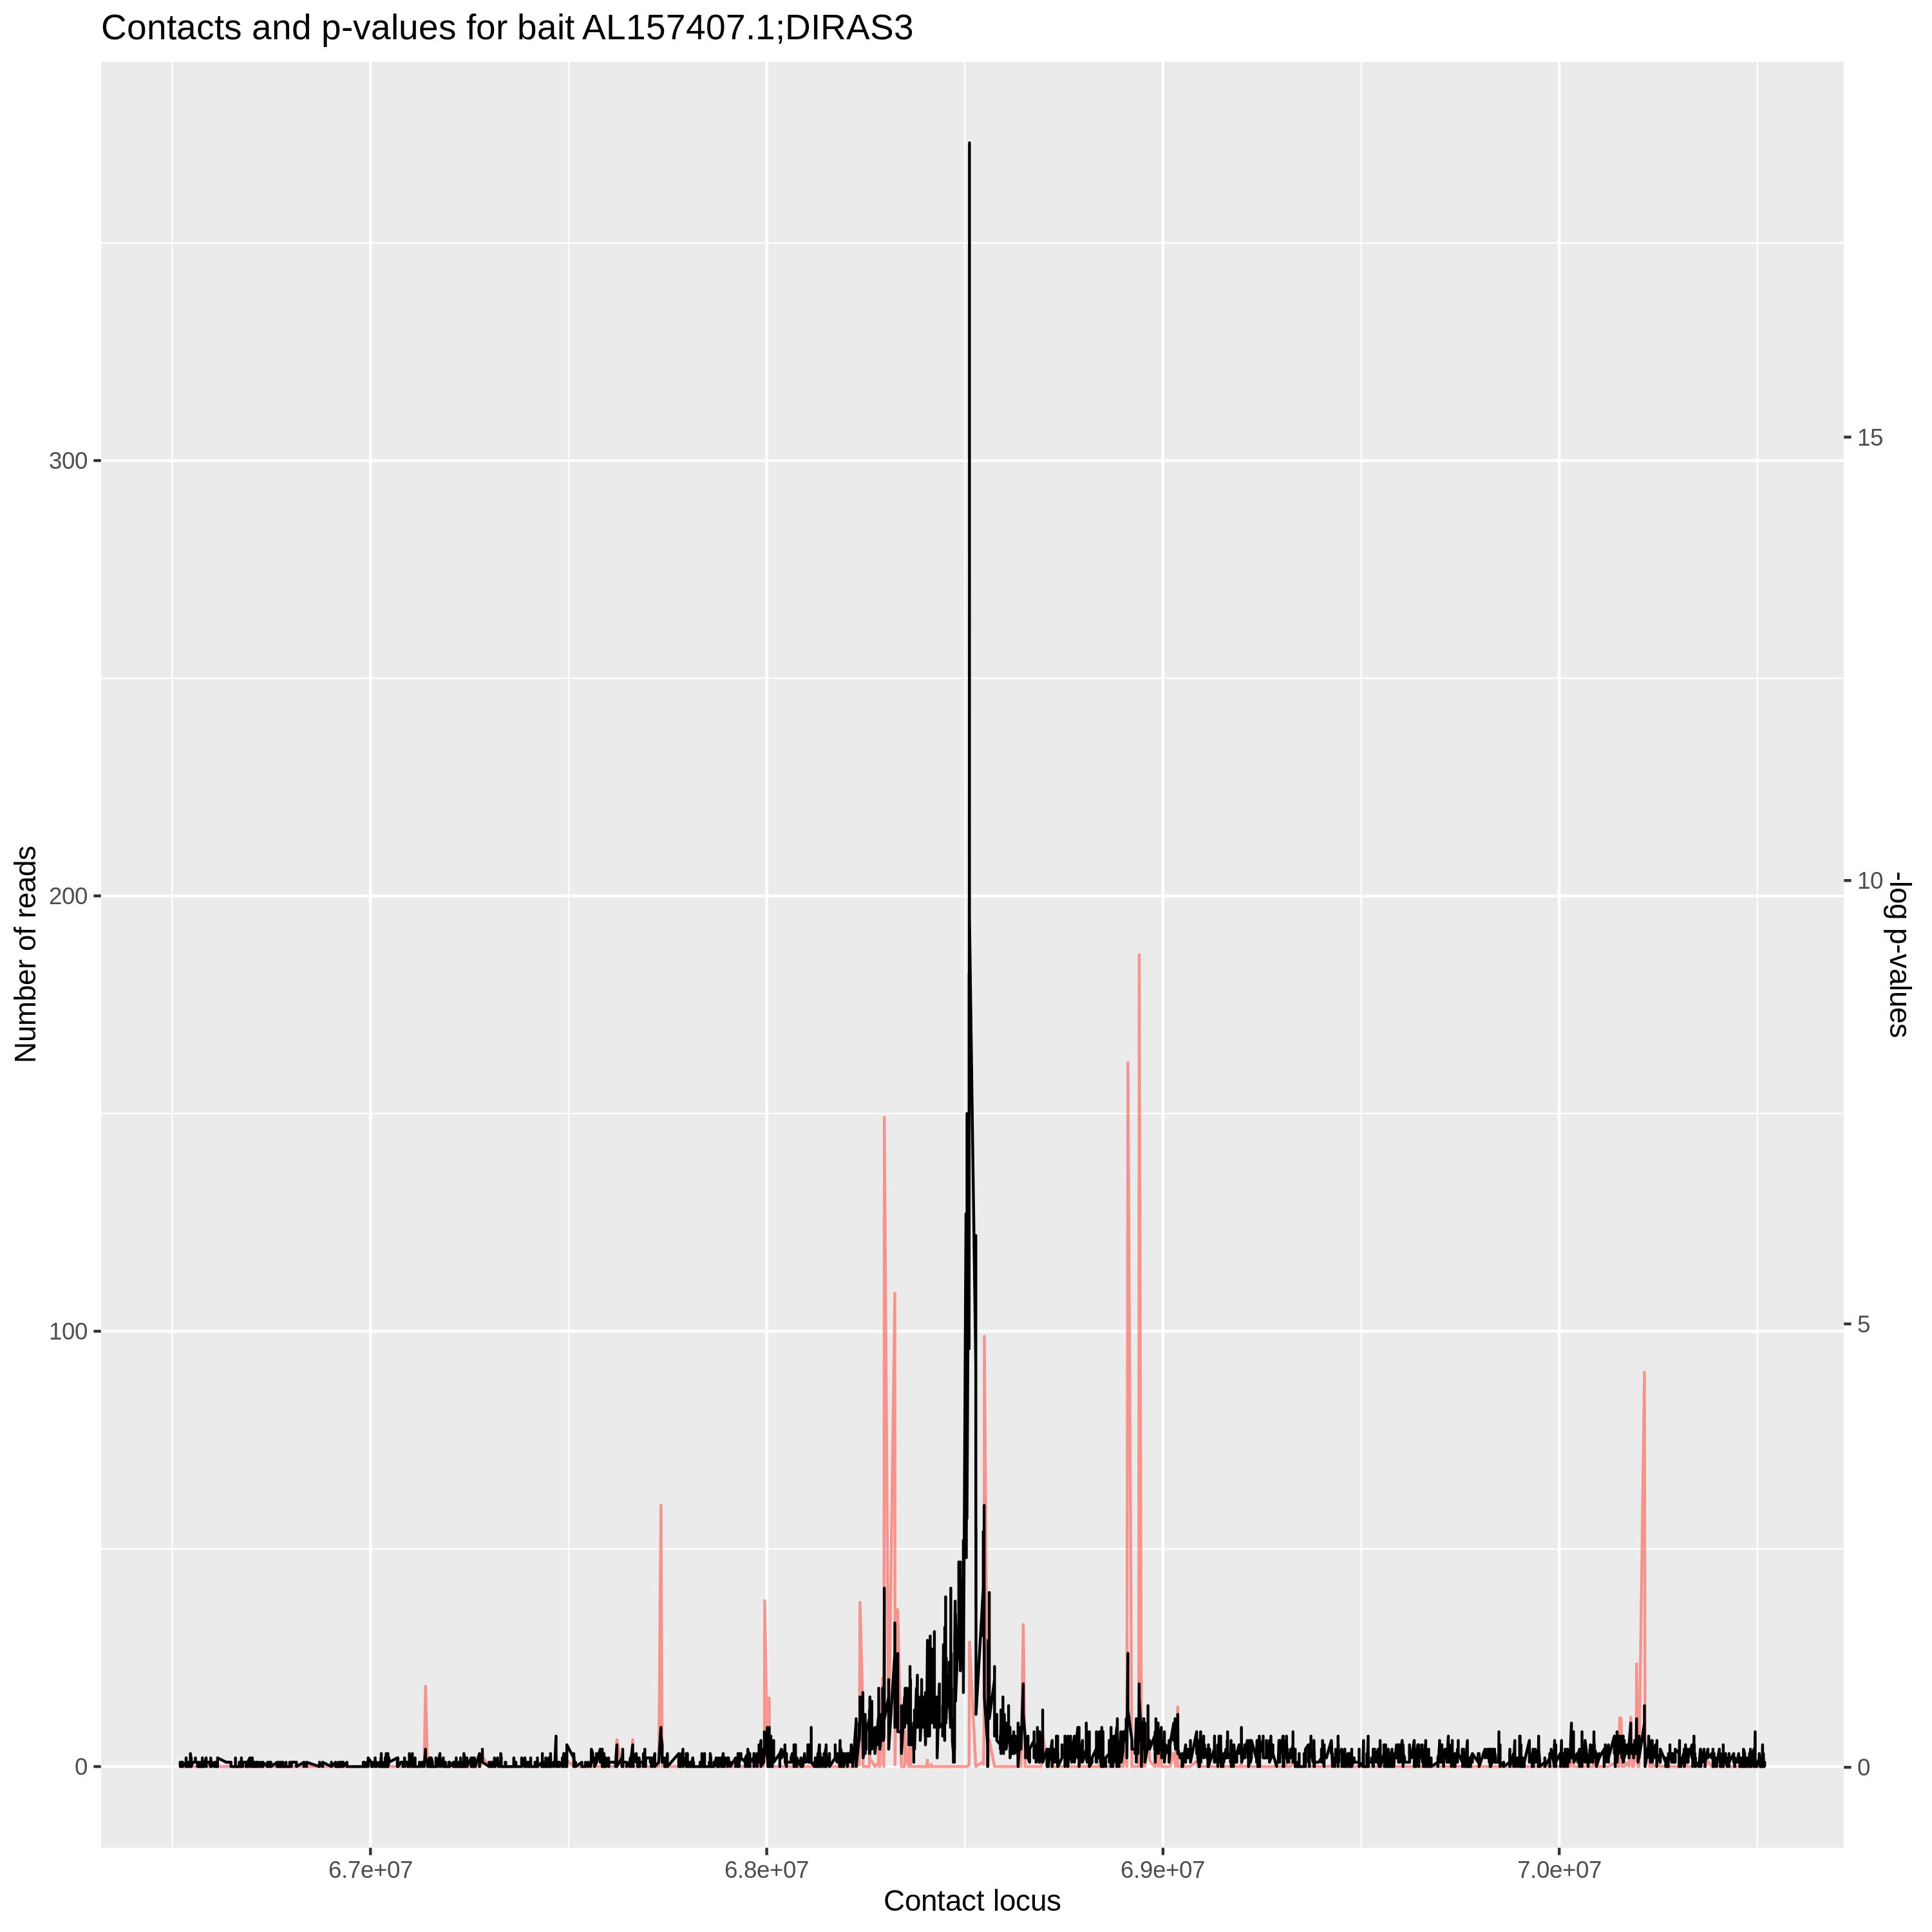 Contacts and p-values for bait AL157407.1;DIRAS3
300
200
100
0
Number of reads
15
10
5
0
-log p-values
6.7e+07
6.8e+07
6.9e+07
7.0e+07
Contact locus